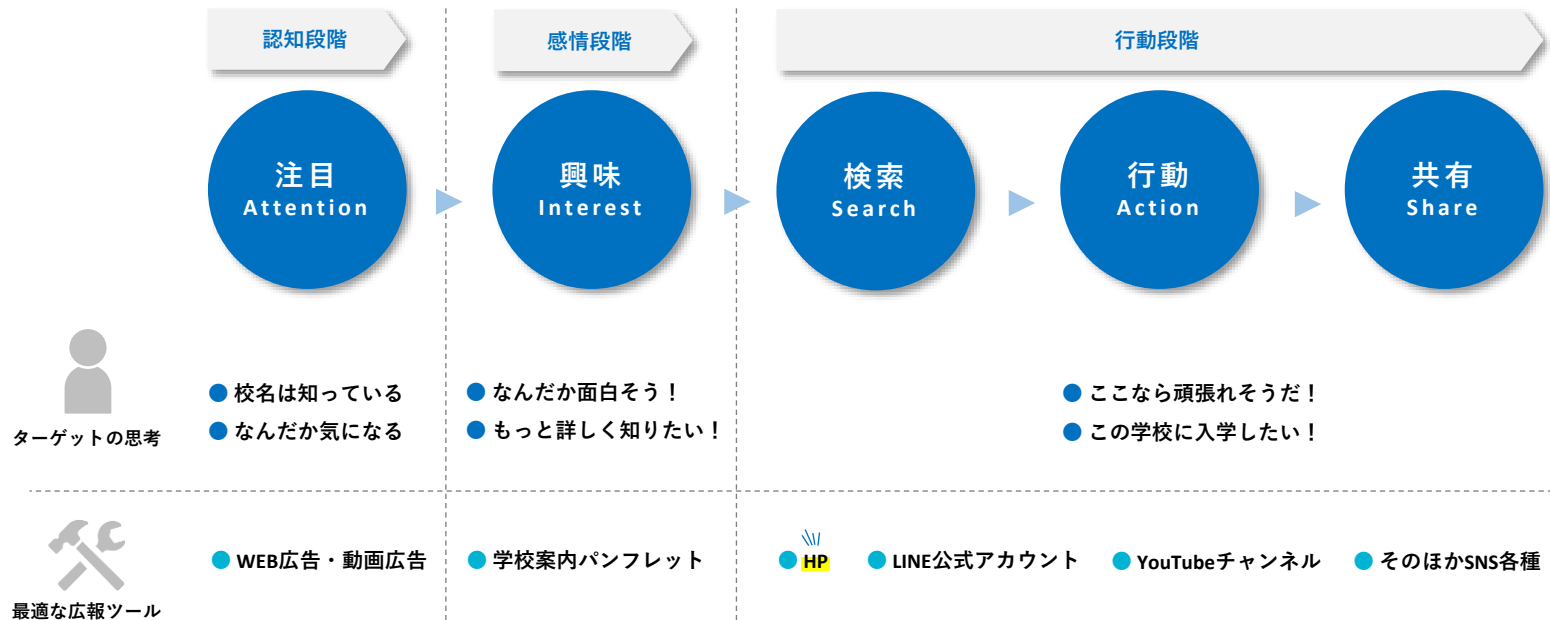 認知段階
感情段階
行動段階
注目
Attention
興味
Interest
検索
Search
行動
Action
共有
Share
ターゲットの思考
● 校名は知っている
● なんだか気になる
● なんだか面白そう！
● もっと詳しく知りたい！
● ここなら頑張れそうだ！
● この学校に入学したい！
最適な広報ツール
● WEB広告・動画広告
● 学校案内パンフレット
● HP
● LINE公式アカウント
● YouTubeチャンネル
● そのほかSNS各種